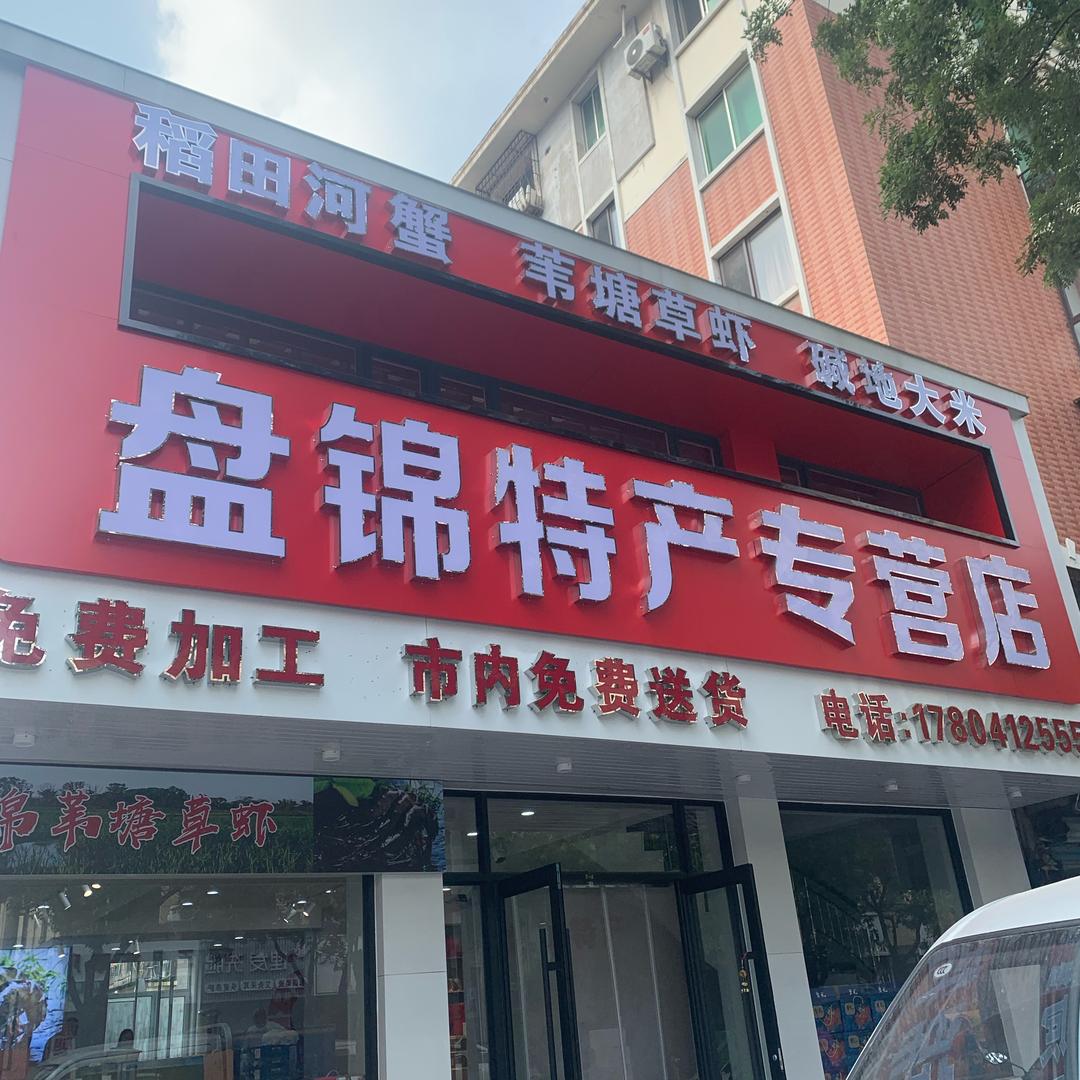 稻田河蟹 苇塘草虾 碱地大米
盘锦特产专营店
免费加工 市内免费送货 电话:17804125555
锦苇塘草虾